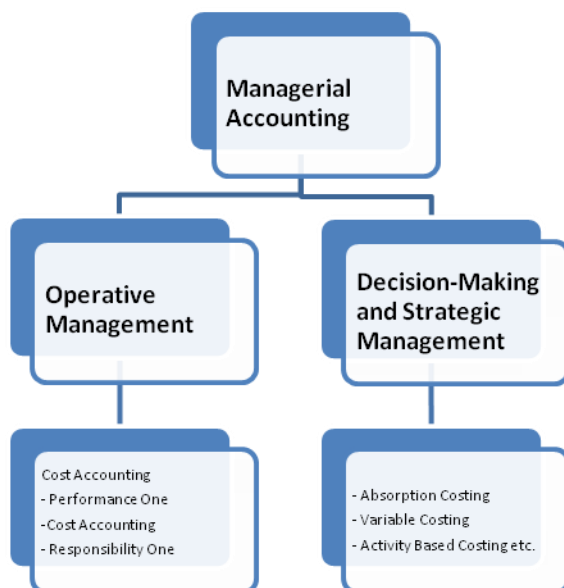 Managerial
Accounting
Operative
Management
Decision-Making
and Strategic
Management
Cost Accounting
- Performance One
-Cost Accounting
- Responsibility One
- Absorption Costing
- Variable Costing
- Activity Based Costing etc.